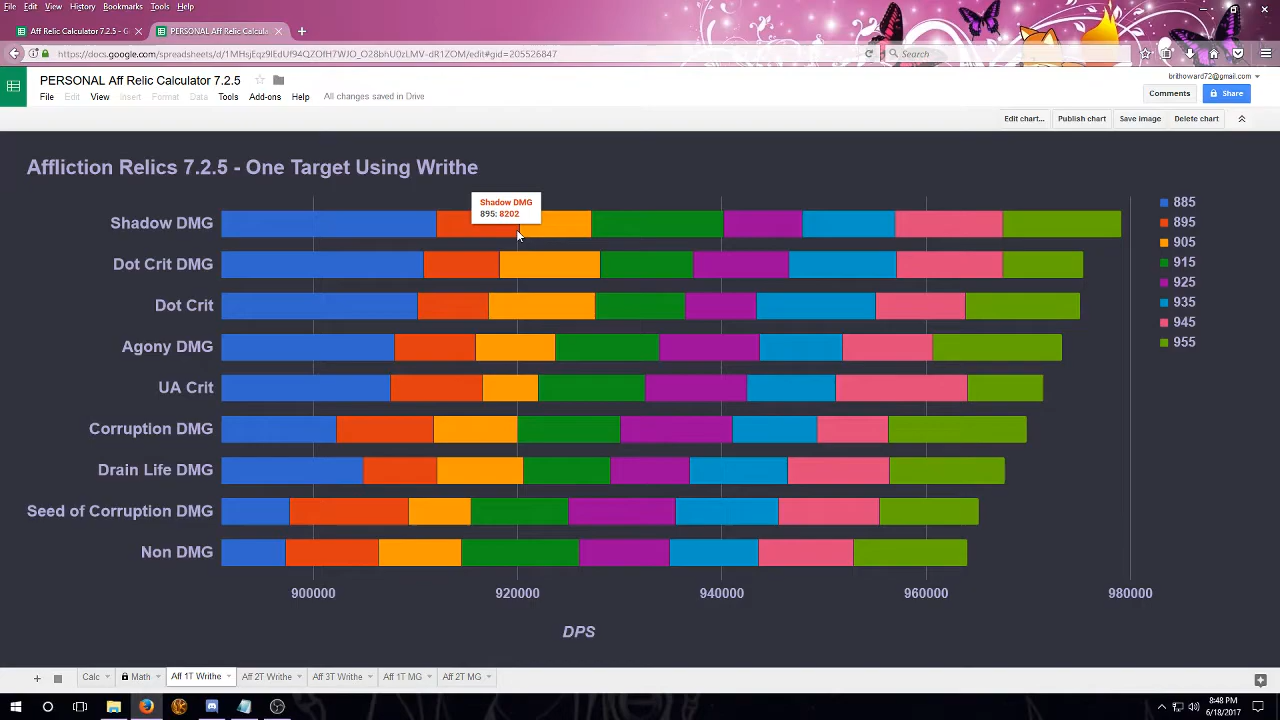 File Edit View History Bookmarks Tools Help
Aff Relic Calculator 7.2.5 - G × PERSONAL Aff Relic Calcula × +
Search
PERSONAL Aff Relic Calculator 7.2.5
brithoward72@gmail.com
File Edit View Insert Format Data Tools Add-ons Help All changes saved in Drive
Comments Share
Edit chart... Publish chart Save image Delete chart
Affliction Relics 7.2.5 - One Target Using Writhe
Shadow DMG
895: 8202
885
895
905
915
925
935
945
955
Shadow DMG
Dot Crit DMG
Dot Crit
Agony DMG
UA Crit
Corruption DMG
Drain Life DMG
Seed of Corruption DMG
Non DMG
900000 920000 940000 960000 980000
DPS
Calc Math Aff 1T Writhe Aff 2T Writhe Aff 3T Writhe Aff 1T MG Aff 2T MG
8:48 PM
6/18/2017